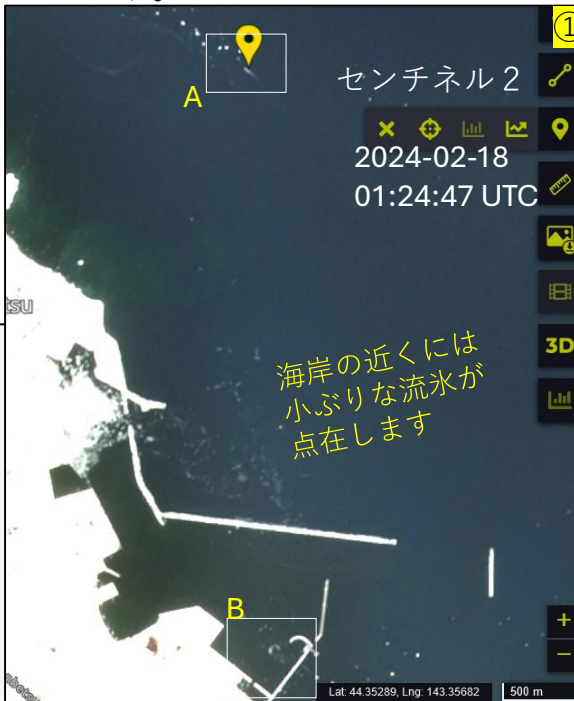 ①
A
センチネル 2
2024-02-18
01:24:47 UTC
tsu
海岸の近くには
小ぶりな流氷が
点在します
3D
B
Lat: 44.35289, Lng: 143.35682
500 m